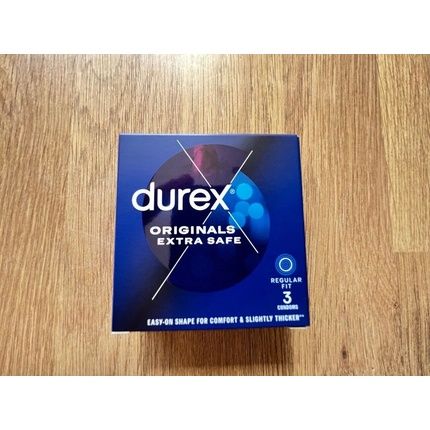 durex®
ORIGINALS
EXTRA SAFE
REGULAR
FIT
3
CONDOMS
EASY-ON SHAPE FOR COMFORT & SLIGHTLY THICKER**